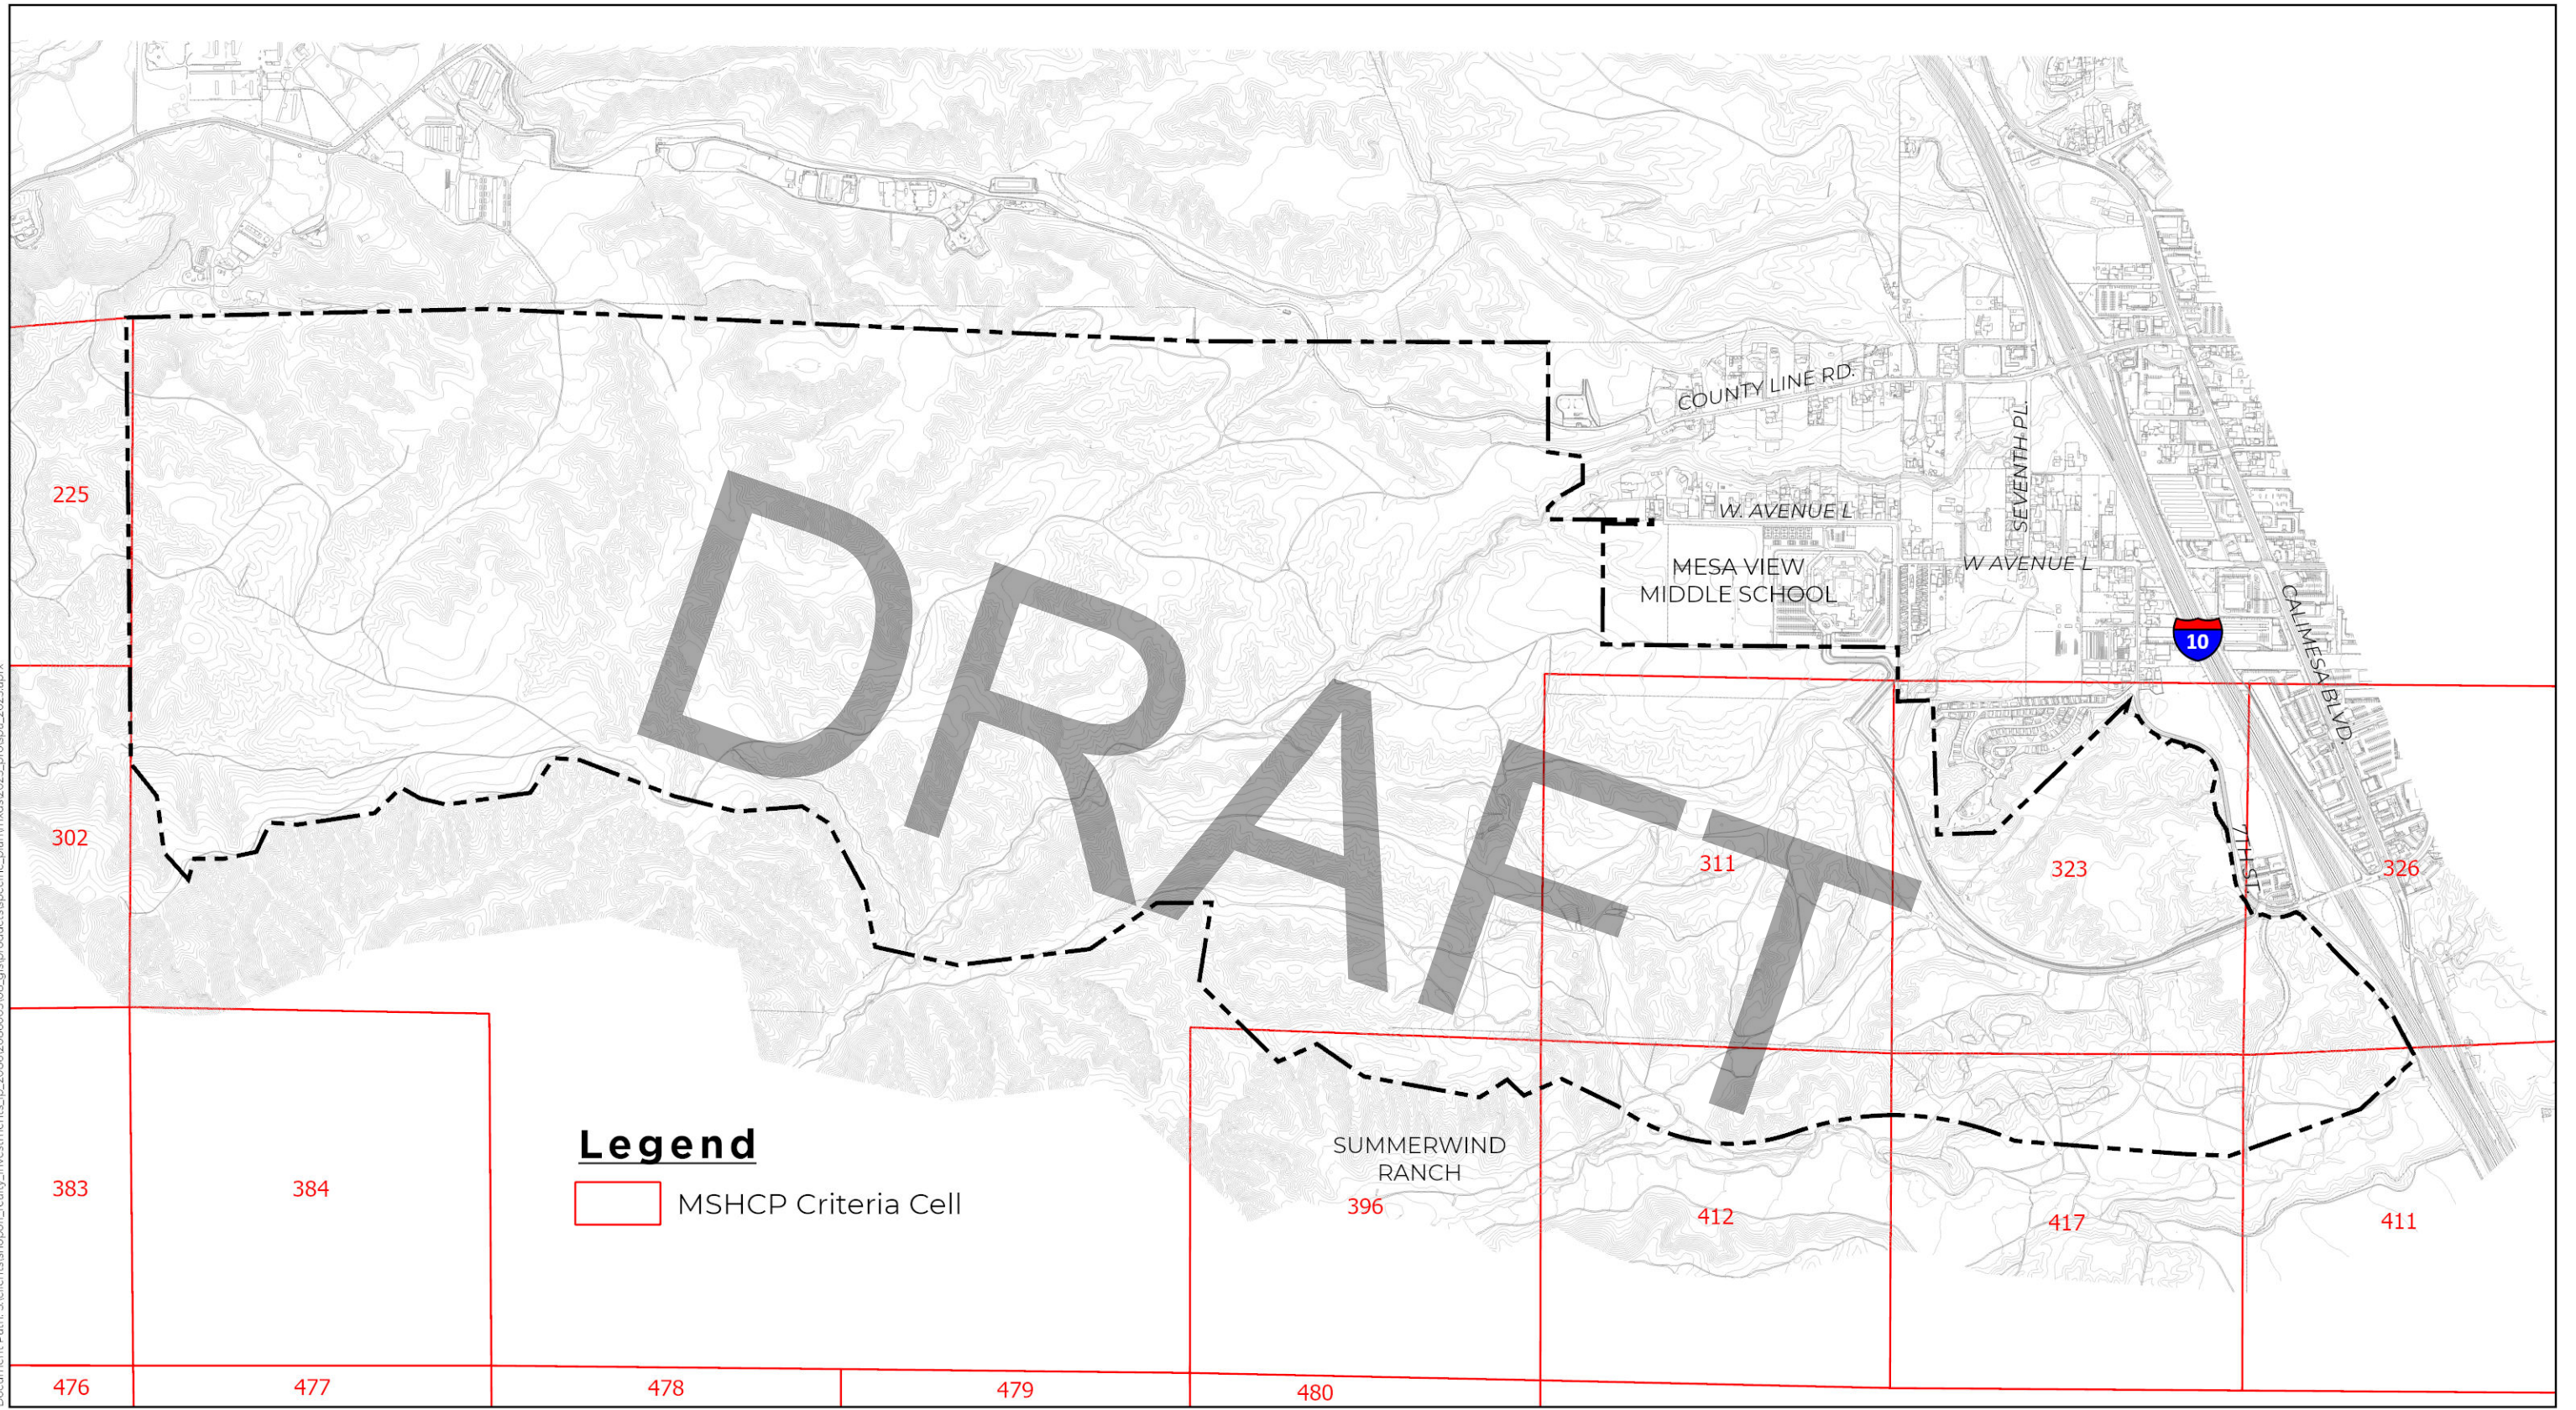 COUNTY LINE RD.
SEVENTH PL.
W. AVENUE L
W AVENUE L
225
MESA VIEW
MIDDLE SCHOOL
10
CALIMESA BLVD.
DRAFT
302
311
323
7TH ST.
326
Legend
MSHCP Criteria Cell
SUMMERWIND
RANCH
383
384
396
412
417
411
476
477
478
479
480